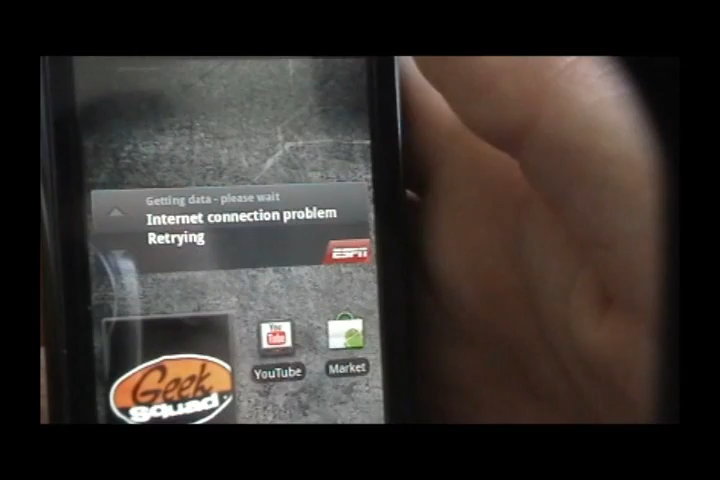 Getting data - please wait
Internet connection problem
Retrying
ESPN
You
Tube
YouTube
Market
Geek
Squad